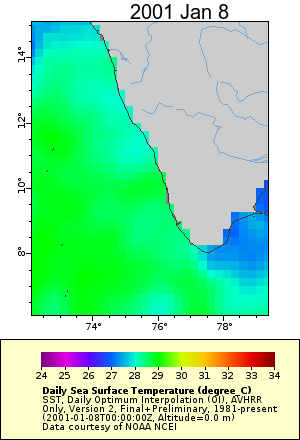 2001 Jan 8
14°
12°
10°
8°
74°
76°
78°
24 25 26 27 28 29 30 31 32 33 34
Daily Sea Surface Temperature (degree_C)
SST, Daily Optimum Interpolation (OI), AVHRR
Only, Version 2, Final+Preliminary, 1981-present
(2001-01-08T00:00:00Z, Altitude=0.0 m)
Data courtesy of NOAA NCEI